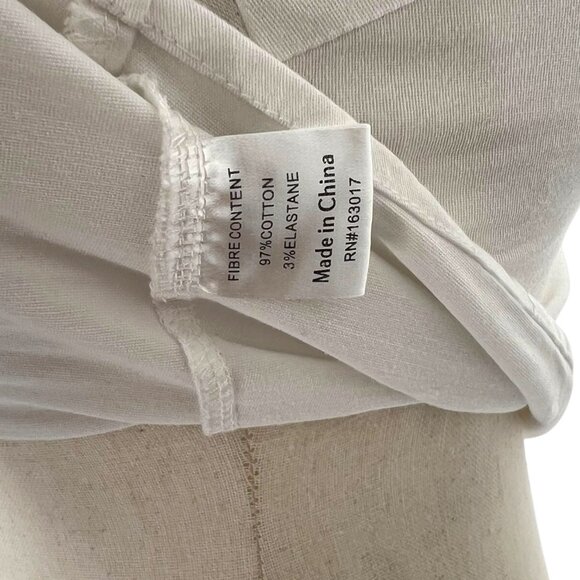 FIBRE CONTENT
97%COTTON
3%ELASTANE
Made in China
RN#163017